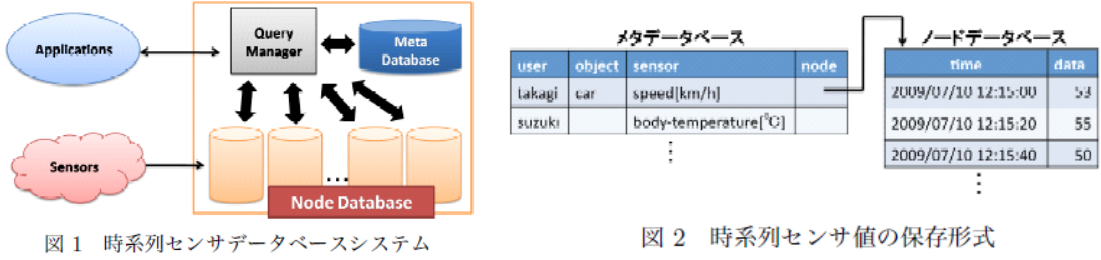 Applications
Query
Manager
Meta
Database
Sensors
...
Node Database
図 1 時系列センサデータベースシステム
メタデータベース
user object sensor node
takagi car speed[km/h]
suzuki body-temperature[℃]
⋮
ノードデータベース
time data
2009/07/10 12:15:00 53
2009/07/10 12:15:20 55
2009/07/10 12:15:40 50
⋮
図 2 時系列センサ値の保存形式